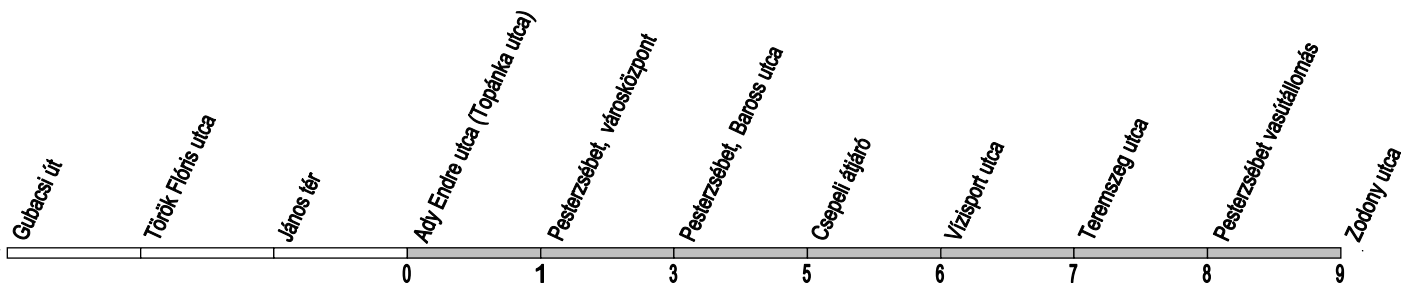 Gubacsi út
Török Flóris utca
János tér
Ady Endre utca (Topánka utca)
Pesterzsébet, városközpont
Pesterzsébet, Baross utca
Csepeli átjáró
Vízisport utca
Teremszeg utca
Pesterzsébet vasútállomás
Zodony utca
0 1 3 5 6 7 8 9